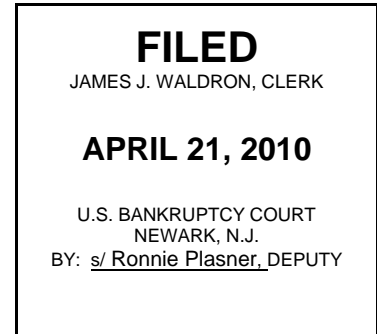 FILED
JAMES J. WALDRON, CLERK
APRIL 21, 2010
U.S. BANKRUPTCY COURT
NEWARK, N.J.
BY: s/ Ronnie Plasner, DEPUTY